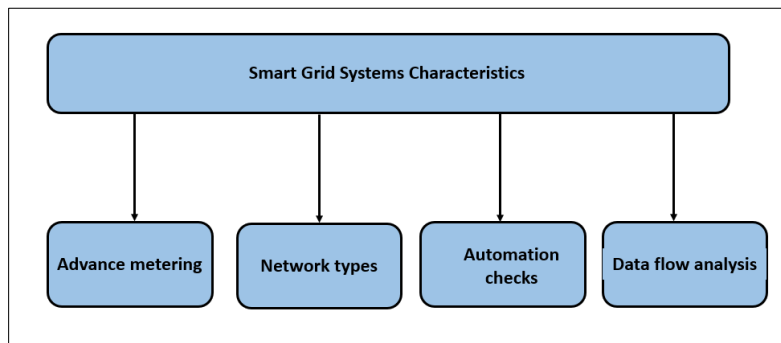 Smart Grid Systems Characteristics
Advance metering
Network types
Automation
checks
Data flow analysis